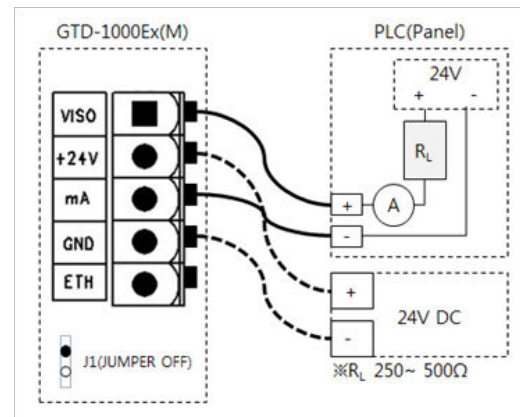 GTD-1000Ex(M)
PLC(Panel)
24V
+ -
RL
VISO
+24V
mA
GND
ETH
+
A
-
+
-
24V DC
J1(JUMPER OFF)
※RL 250~ 500Ω